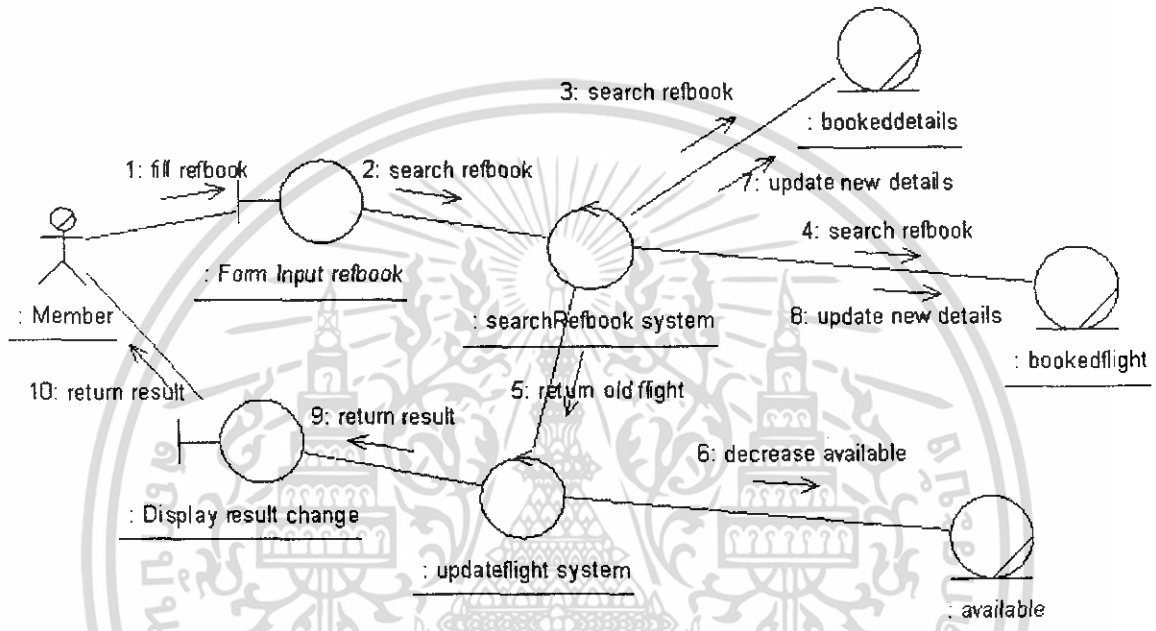 3: search refbook
: bookeddetails
1: fill refbook
2: search refbook
7: update new details
4: search refbook
: Form Input refbook
: Member
: searchRefbook system
8: update new details
: bookedflight
10: return result
5: return old flight
9: return result
6: decrease available
: Display result change
: updateflight system
: available